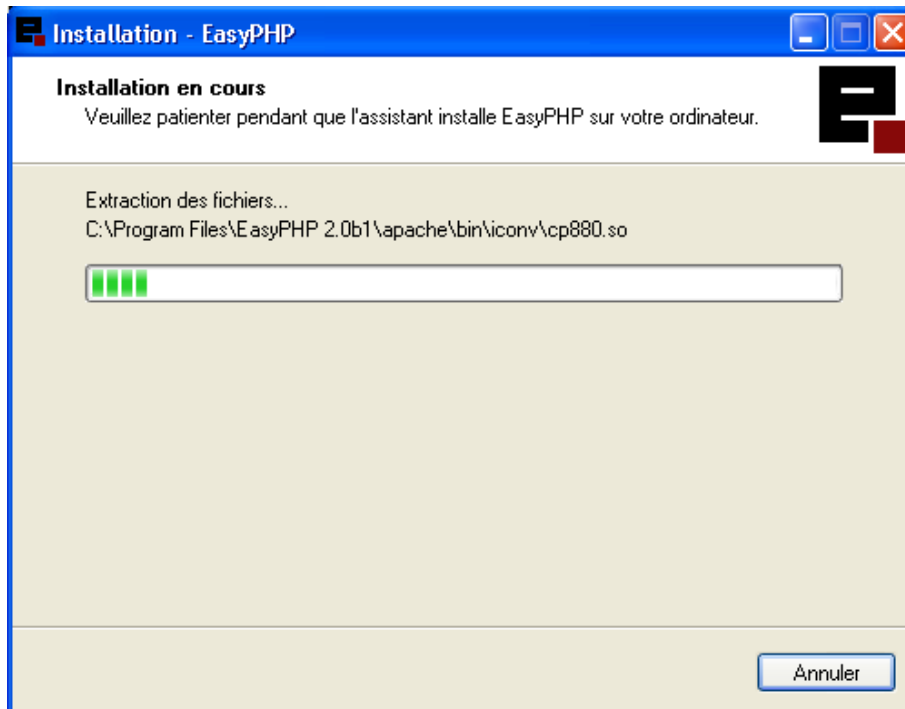 Installation - EasyPHP
Installation en cours
Veuillez patienter pendant que l'assistant installe EasyPHP sur votre ordinateur.
Extraction des fichiers...
C:\Program Files\EasyPHP 2.0b1\apache\bin\iconv\cp880.so
Annuler